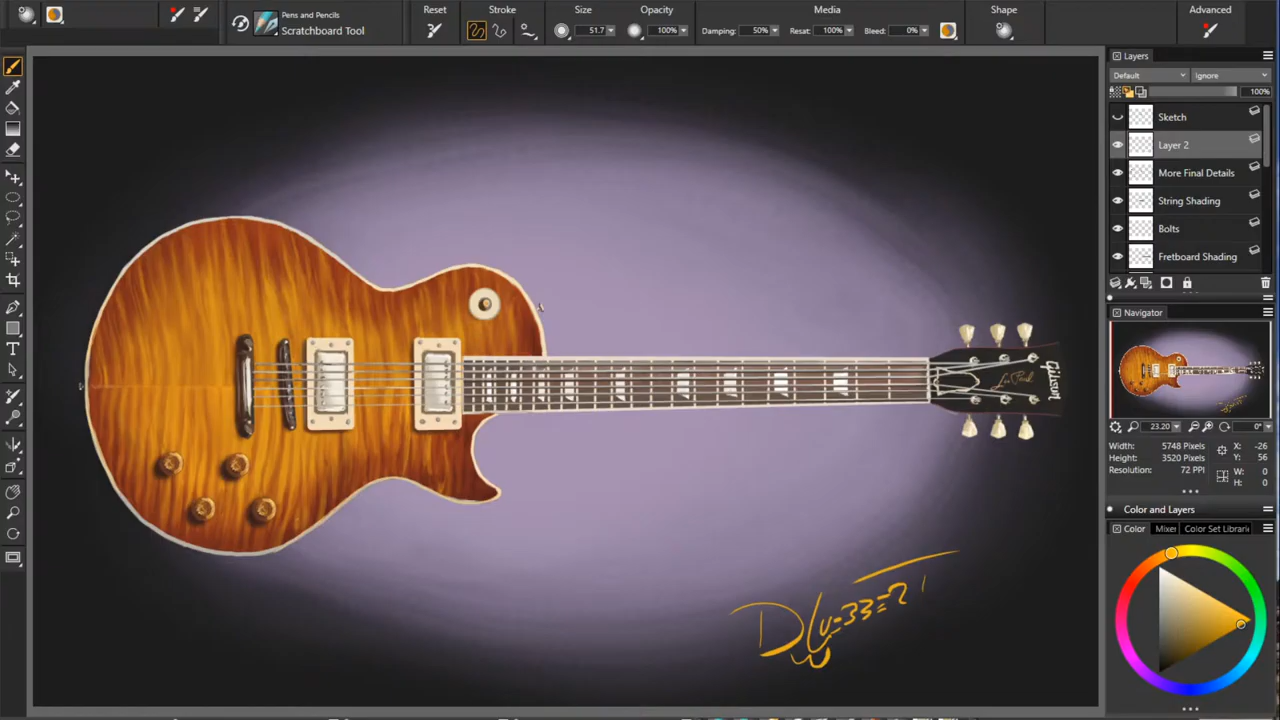 Pens and Pencils
Scratchboard Tool
Reset
Stroke
Size
51.7
Opacity
100%
Media
Damping: 50%
Resat: 100%
Bleed: 0%
Shape
Advanced
Layers
Default
Ignore
100%
Sketch
Layer 2
More Final Details
String Shading
Bolts
Fretboard Shading
Navigator
23.20
0°
Width: 5748 Pixels
Height: 3520 Pixels
Resolution: 72 PPI
X: -26
Y: 56
W: 0
H: 0
Color and Layers
Color
Mixer
Color Set Librarie
Les Paul
Gibson